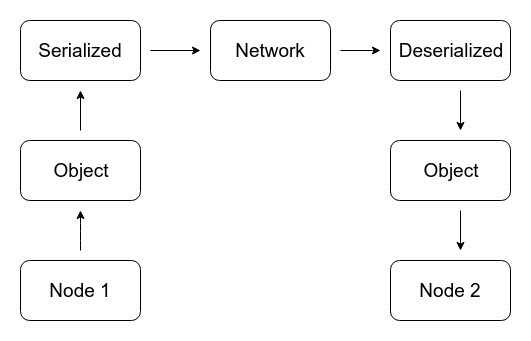 Serialized
Network
Deserialized
Object
Object
Node 1
Node 2